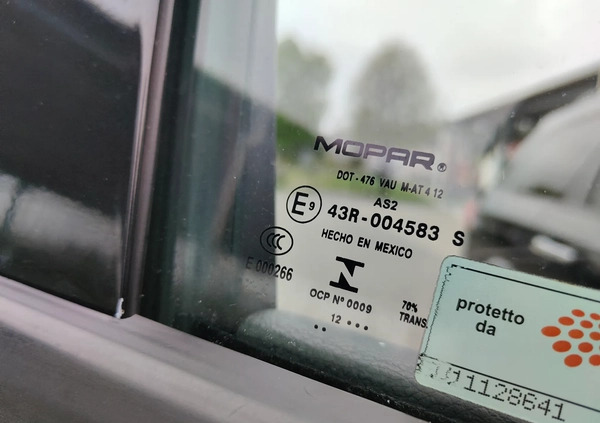 MOPAR®
DOT-476 VAU M-AT 4 12
AS2
E9 43R-004583 S
HECHO EN MEXICO
CCC
E 000266
OCP Nº 0009
70%
TRANS.
.. 12 ...
protetto
da
1128641